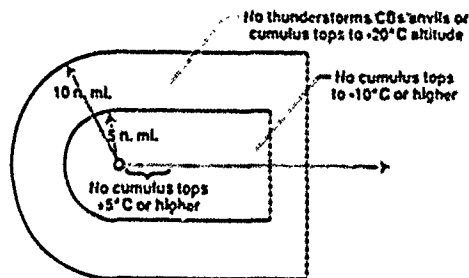 No thunderstorms CBs anvils or
cumulus tops to -20°C altitude
No cumulus tops
to -10°C or higher
10 n. mi.
5 n. mi.
No cumulus tops
+5°C or higher